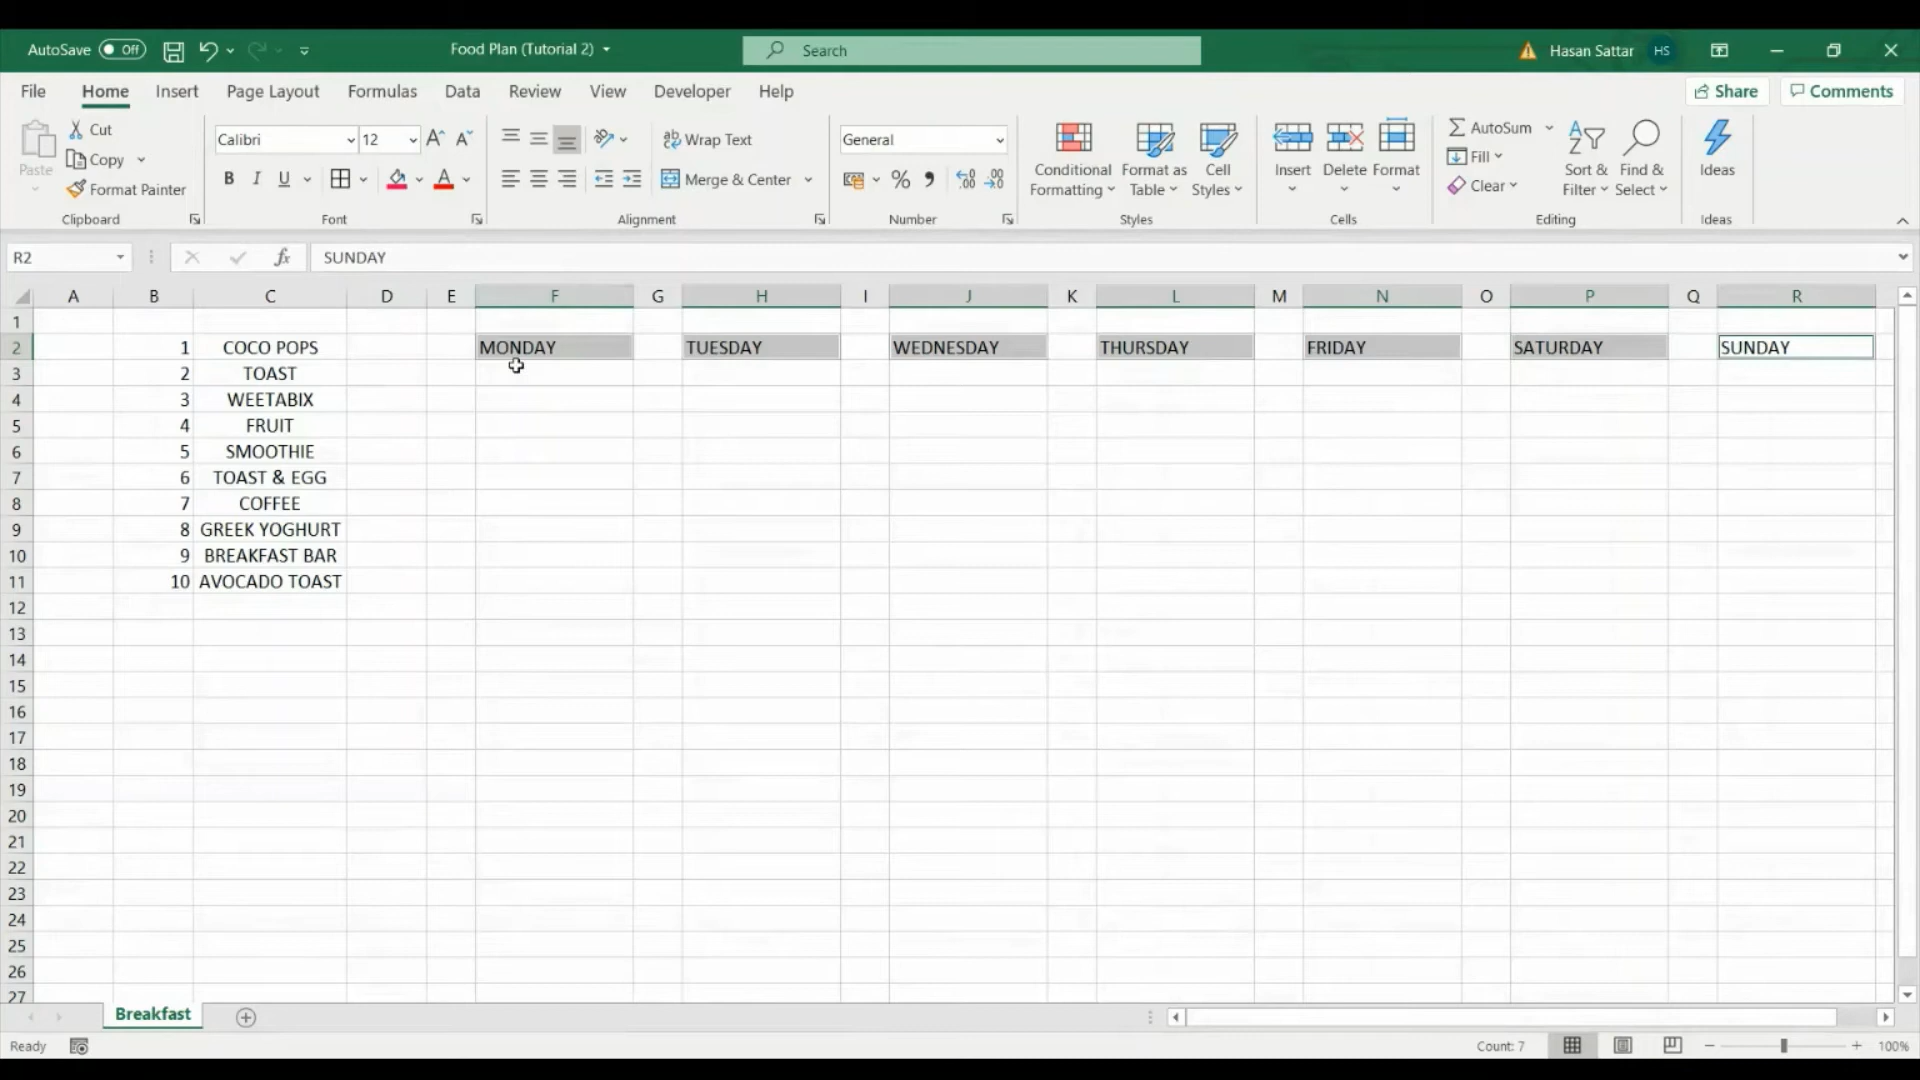 AutoSave Off Food Plan (Tutorial 2) Search Hasan Sattar HS
File Home Insert Page Layout Formulas Data Review View Developer Help Share Comments
Paste Cut Copy Format Painter Clipboard
Calibri 12 B I U A Font
Wrap Text Merge & Center Alignment
General % Number
Conditional Formatting Format as Table Cell Styles Styles
Insert Delete Format Cells
AutoSum Fill Clear Sort & Filter Find & Select Editing
Ideas Ideas
R2 fx SUNDAY
A B C D E F G H I J K L M N O P Q R
1
2 1 COCO POPS MONDAY TUESDAY WEDNESDAY THURSDAY FRIDAY SATURDAY SUNDAY
3 2 TOAST
4 3 WEETABIX
5 4 FRUIT
6 5 SMOOTHIE
7 6 TOAST & EGG
8 7 COFFEE
9 8 GREEK YOGHURT
10 9 BREAKFAST BAR
11 10 AVOCADO TOAST
12
13
14
15
16
17
18
19
20
21
22
23
24
25
26
27
Breakfast
Ready Count: 7 100%